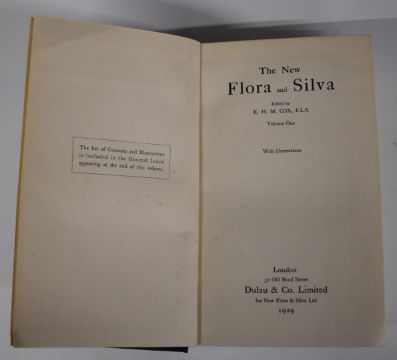 The list of Contents and Illustrations
is included in the General Index
appearing at the end of this volume.
The New
Flora and Silva
Edited by
E. H. M. COX, F.L.S.
Volume One
With Illustrations
London
32 Old Bond Street
Dulau & Co. Limited
for New Flora & Silva Ltd
1929